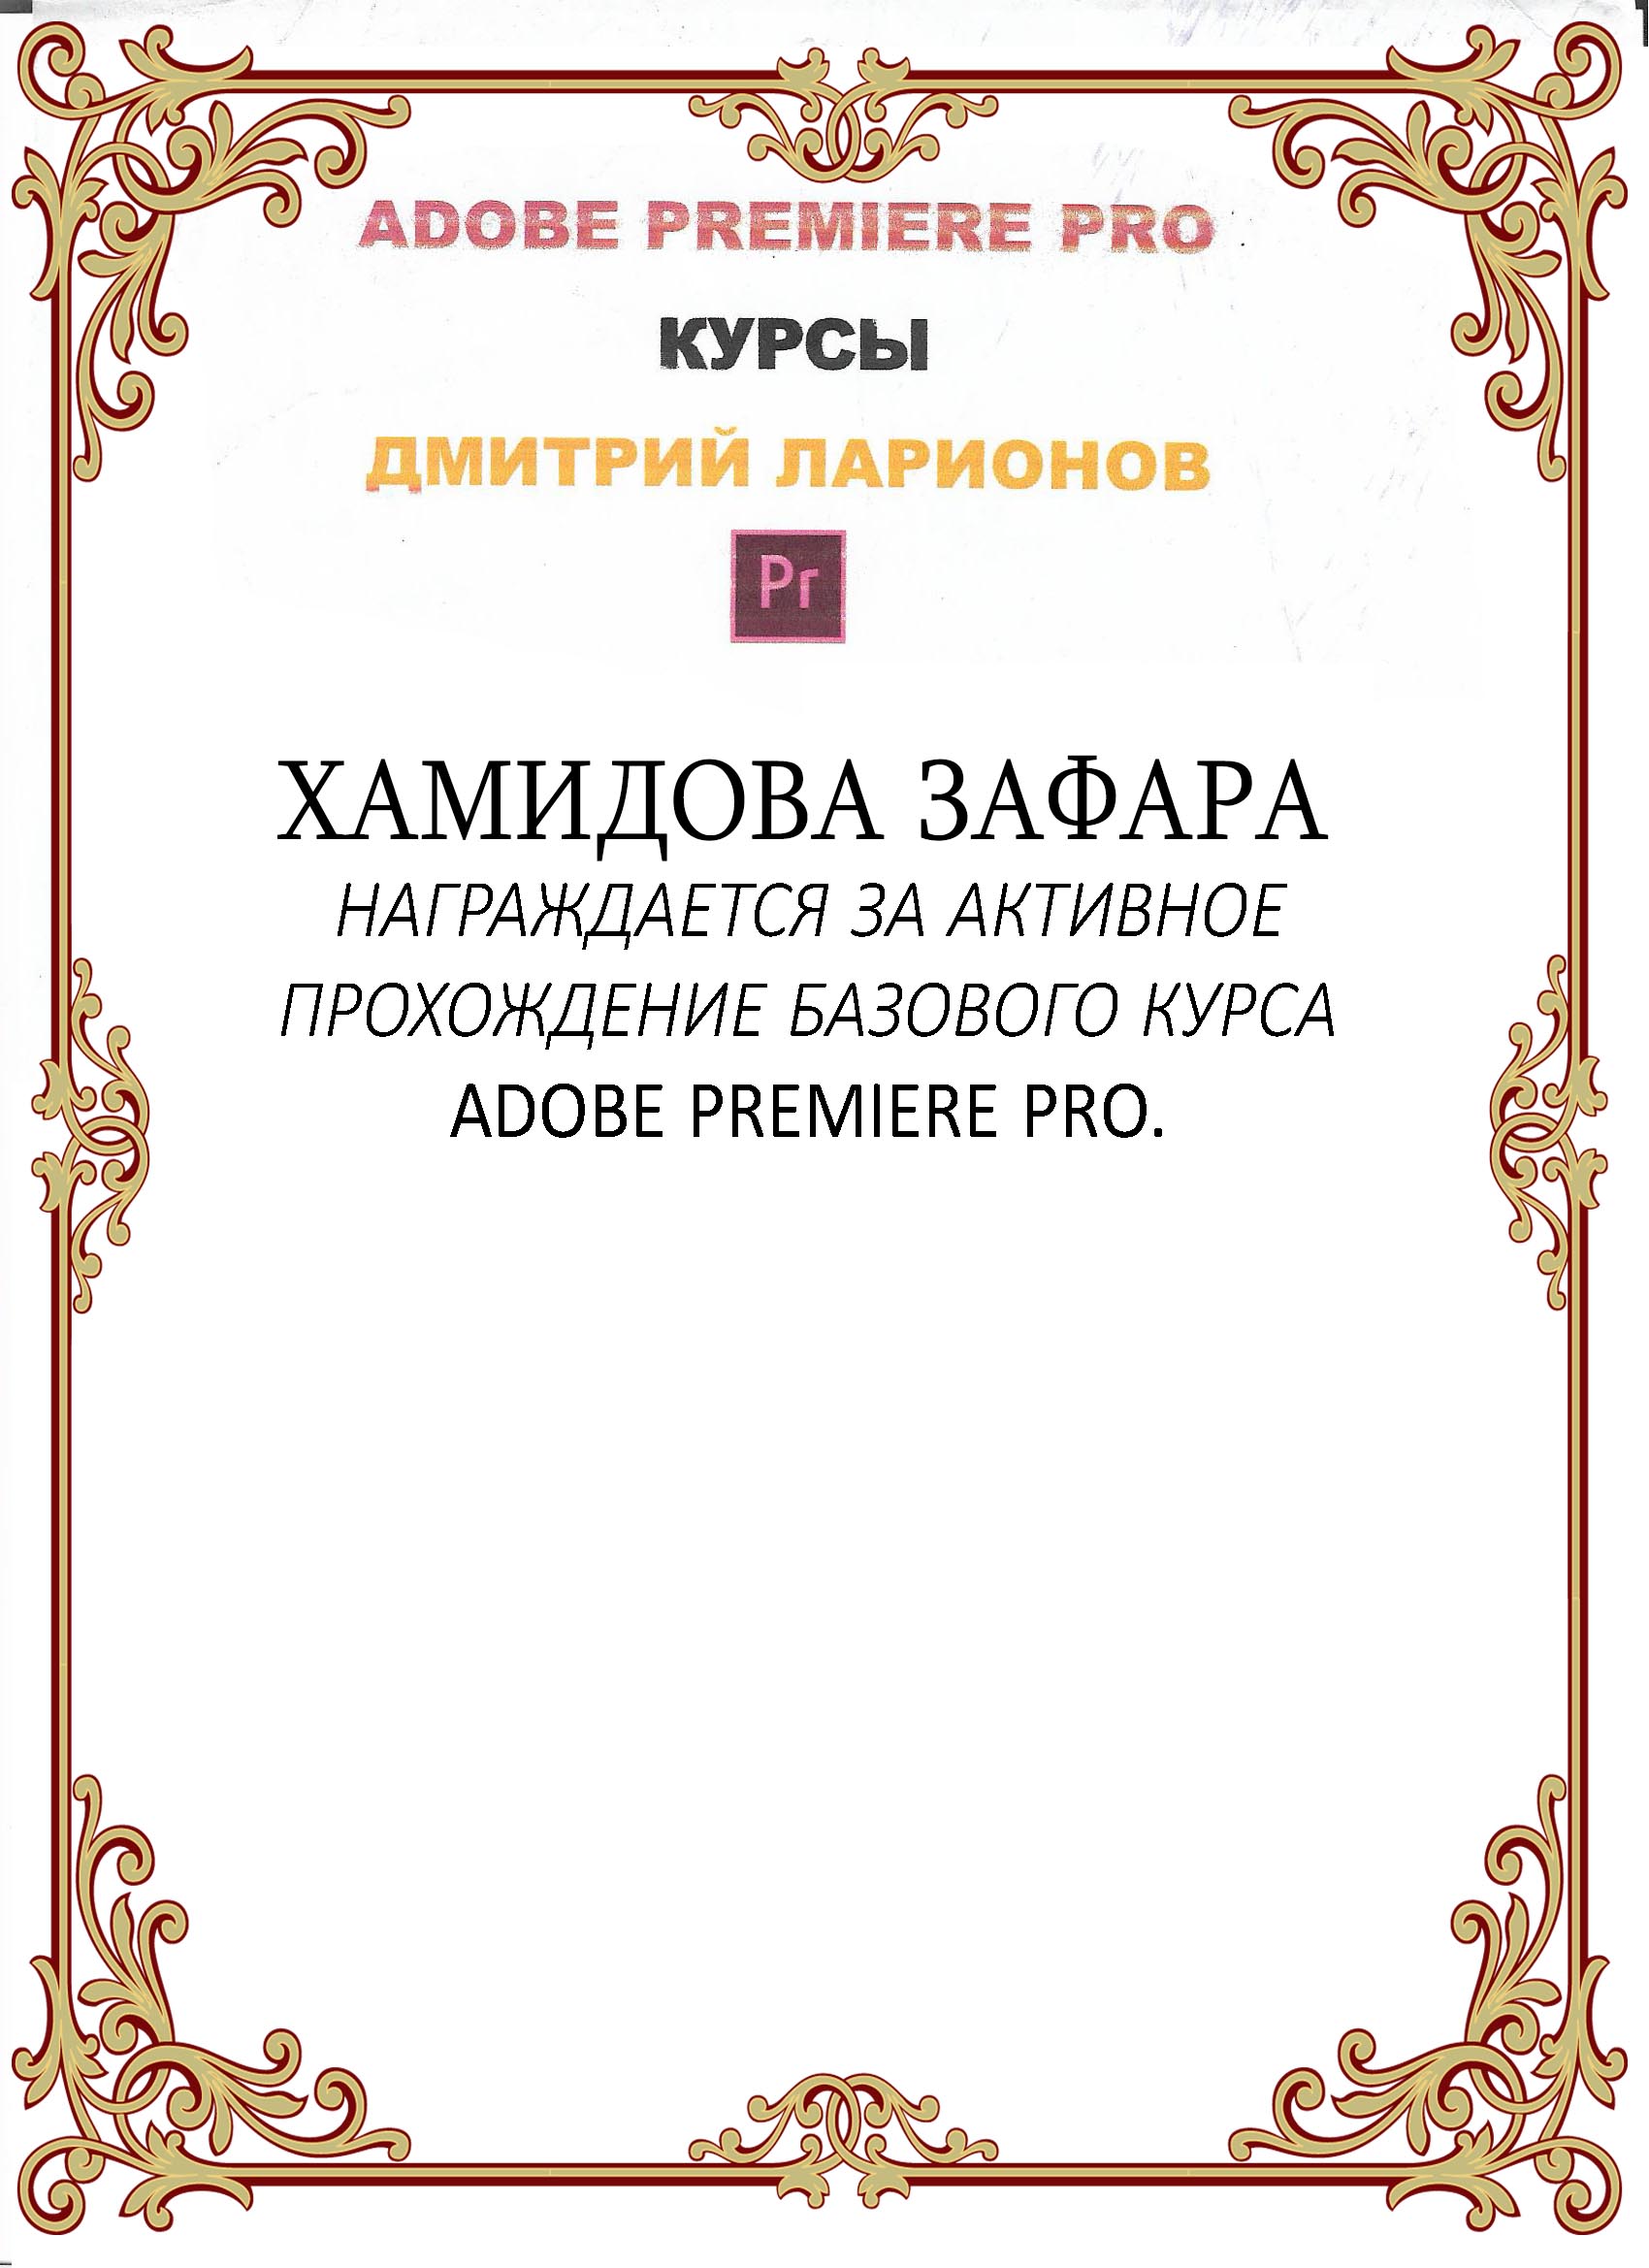 ADOBE PREMIERE PRO
КУРСЫ
ДМИТРИЙ ЛАРИОНОВ
Pr
ХАМИДОВА ЗАФАРА
НАГРАЖДАЕТСЯ ЗА АКТИВНОЕ
ПРОХОЖДЕНИЕ БАЗОВОГО КУРСА
ADOBE PREMIERE PRO.